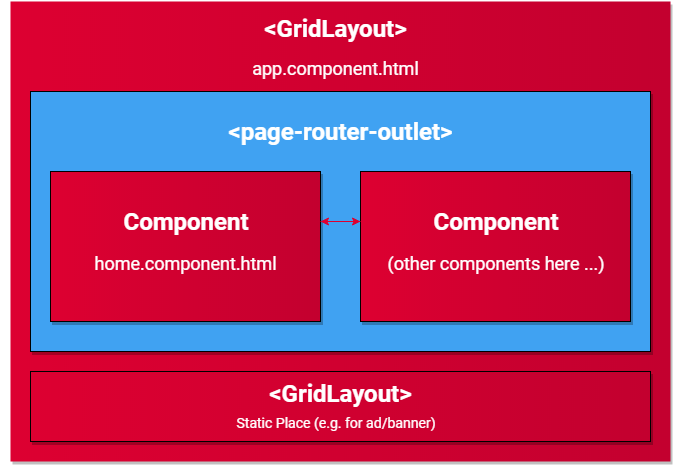 <GridLayout>
app.component.html
<page-router-outlet>
Component
home.component.html
Component
(other components here ...)
<GridLayout>
Static Place (e.g. for ad/banner)